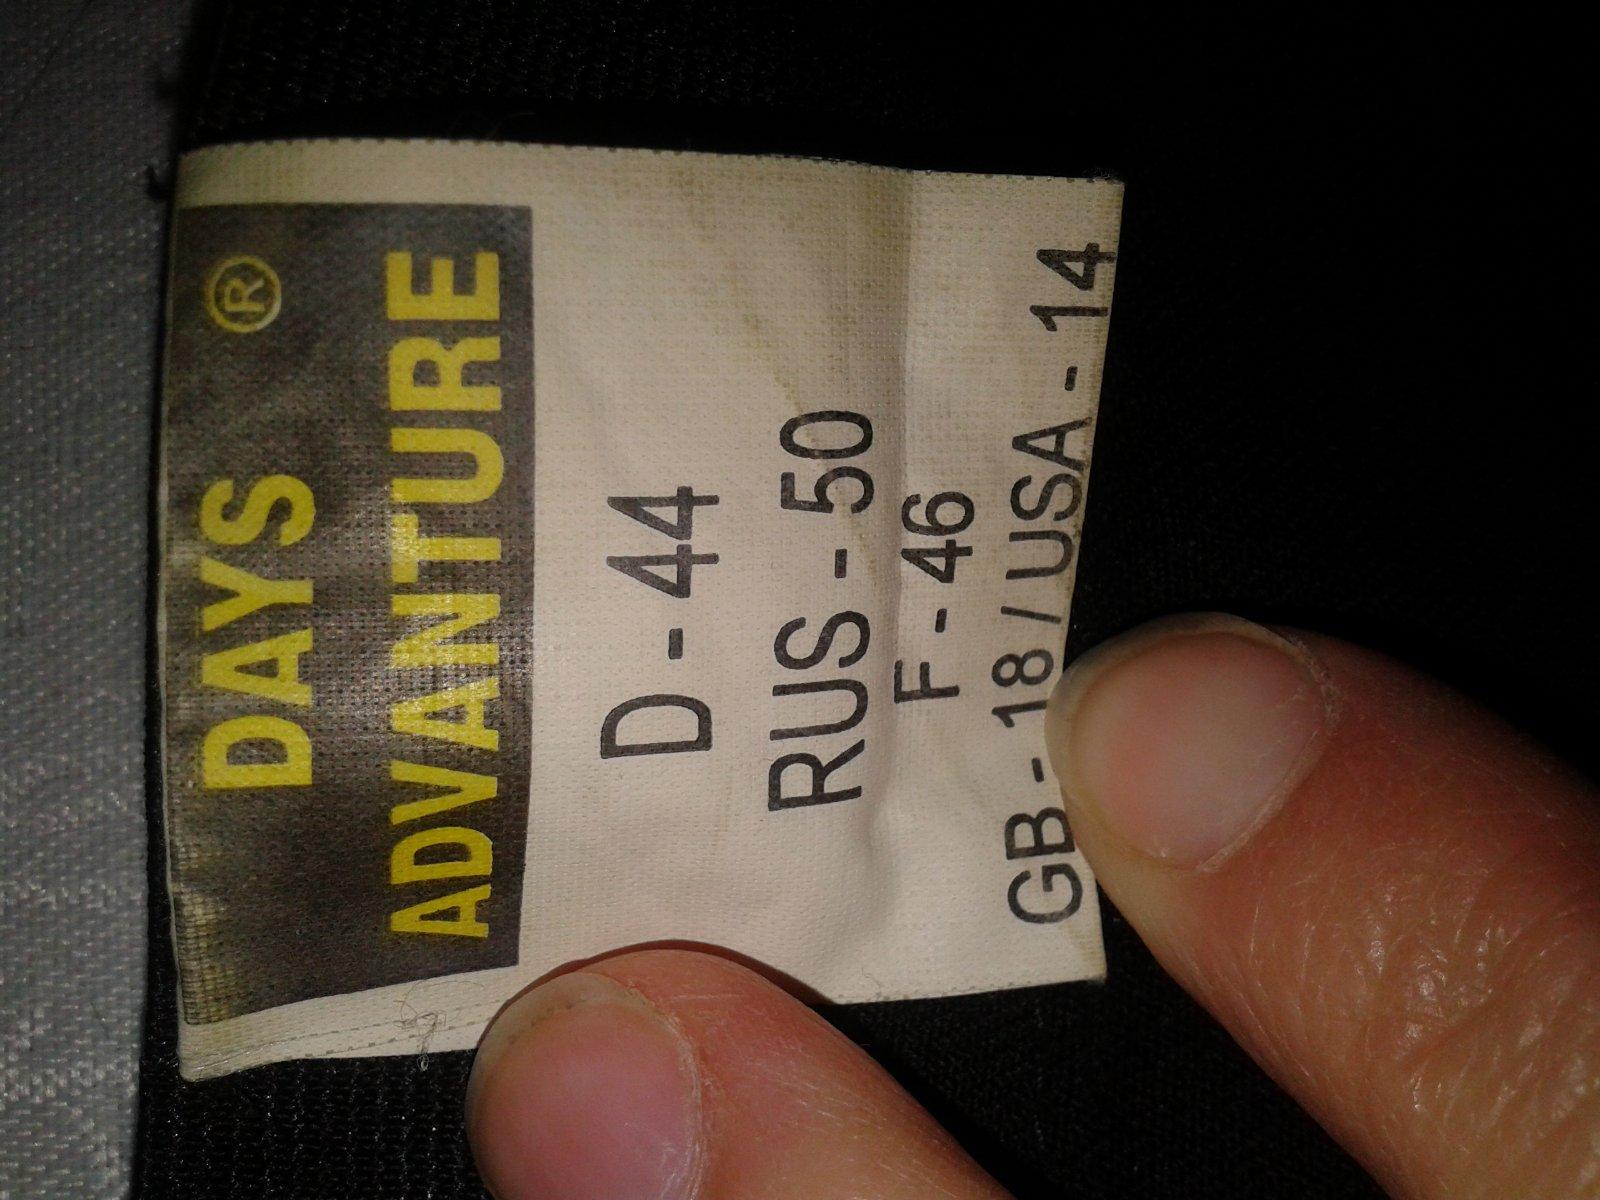 DAYS ®
ADVANTURE
D - 44
RUS - 50
F - 46
GB - 18 / USA - 14